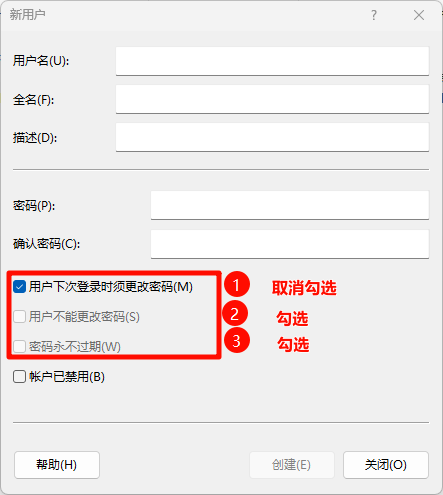 新用户
用户名(U):
全名(F):
描述(D):
密码(P):
确认密码(C):
用户下次登录时须更改密码(M) 1 取消勾选
用户不能更改密码(S) 2 勾选
密码永不过期(W) 3 勾选
帐户已禁用(B)
帮助(H) 创建(E) 关闭(O)